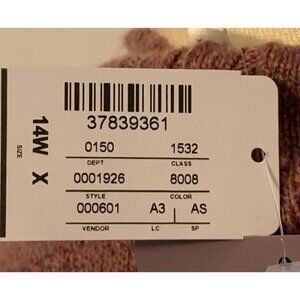 37839361
0150 1532
DEPT CLASS
0001926 8008
STYLE COLOR
000601 A3 AS
VENDOR LC SP
SIZE
14W X